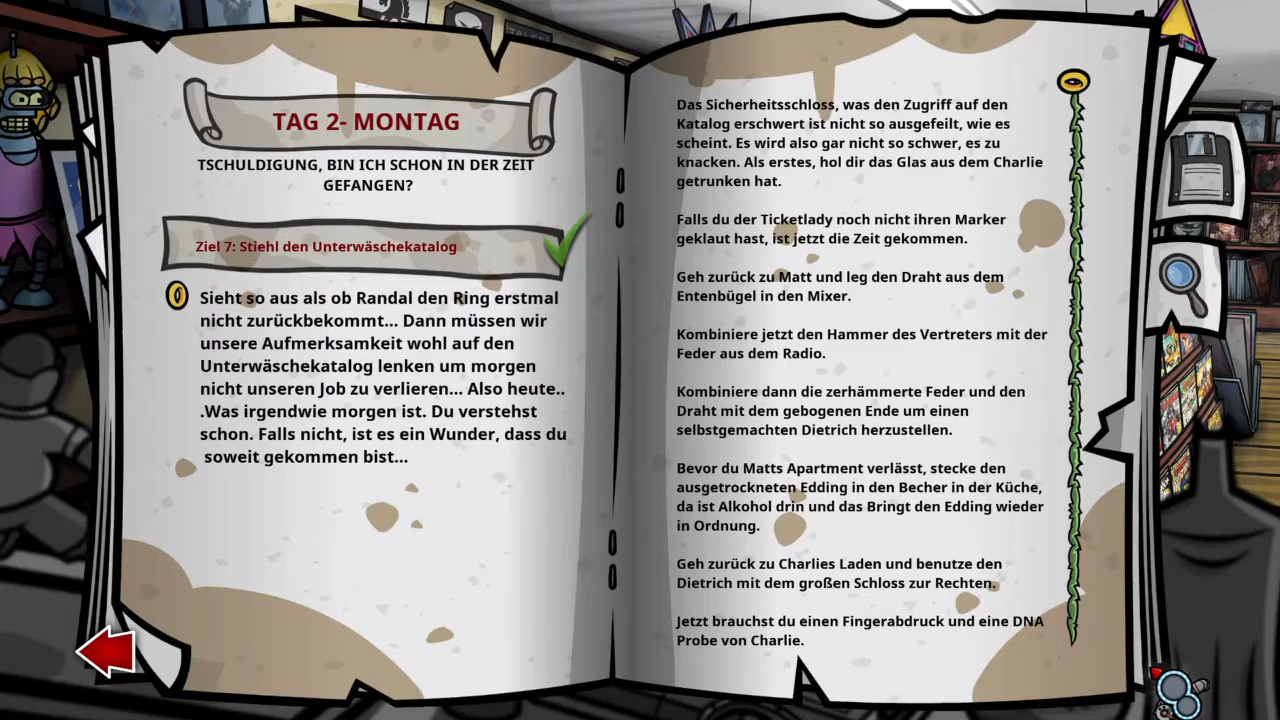 TAG 2- MONTAG
TSCHULDIGUNG, BIN ICH SCHON IN DER ZEIT
GEFANGEN?
Ziel 7: Stiehl den Unterwäschekatalog
Sieht so aus als ob Randal den Ring erstmal
nicht zurückbekommt... Dann müssen wir
unsere Aufmerksamkeit wohl auf den
Unterwäschekatalog lenken um morgen
nicht unseren Job zu verlieren... Also heute..
.Was irgendwie morgen ist. Du verstehst
schon. Falls nicht, ist es ein Wunder, dass du
soweit gekommen bist...
Das Sicherheitsschloss, was den Zugriff auf den
Katalog erschwert ist nicht so ausgefeilt, wie es
scheint. Es wird also gar nicht so schwer, es zu
knacken. Als erstes, hol dir das Glas aus dem Charlie
getrunken hat.
Falls du der Ticketlady noch nicht ihren Marker
geklaut hast, ist jetzt die Zeit gekommen.
Geh zurück zu Matt und leg den Draht aus dem
Entenbügel in den Mixer.
Kombiniere jetzt den Hammer des Vertreters mit der
Feder aus dem Radio.
Kombiniere dann die zerhämmerte Feder und den
Draht mit dem gebogenen Ende um einen
selbstgemachten Dietrich herzustellen.
Bevor du Matts Apartment verlässt, stecke den
ausgetrockneten Edding in den Becher in der Küche,
da ist Alkohol drin und das Bringt den Edding wieder
in Ordnung.
Geh zurück zu Charlies Laden und benutze den
Dietrich mit dem großen Schloss zur Rechten.
Jetzt brauchst du einen Fingerabdruck und eine DNA
Probe von Charlie.